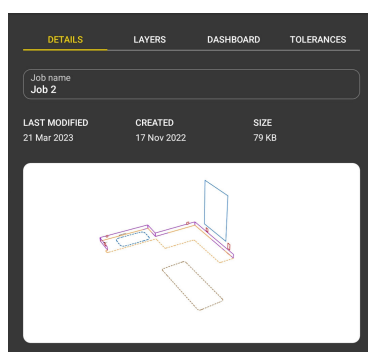 DETAILS LAYERS DASHBOARD TOLERANCES
Job name
Job 2
LAST MODIFIED CREATED SIZE
21 Mar 2023 17 Nov 2022 79 KB